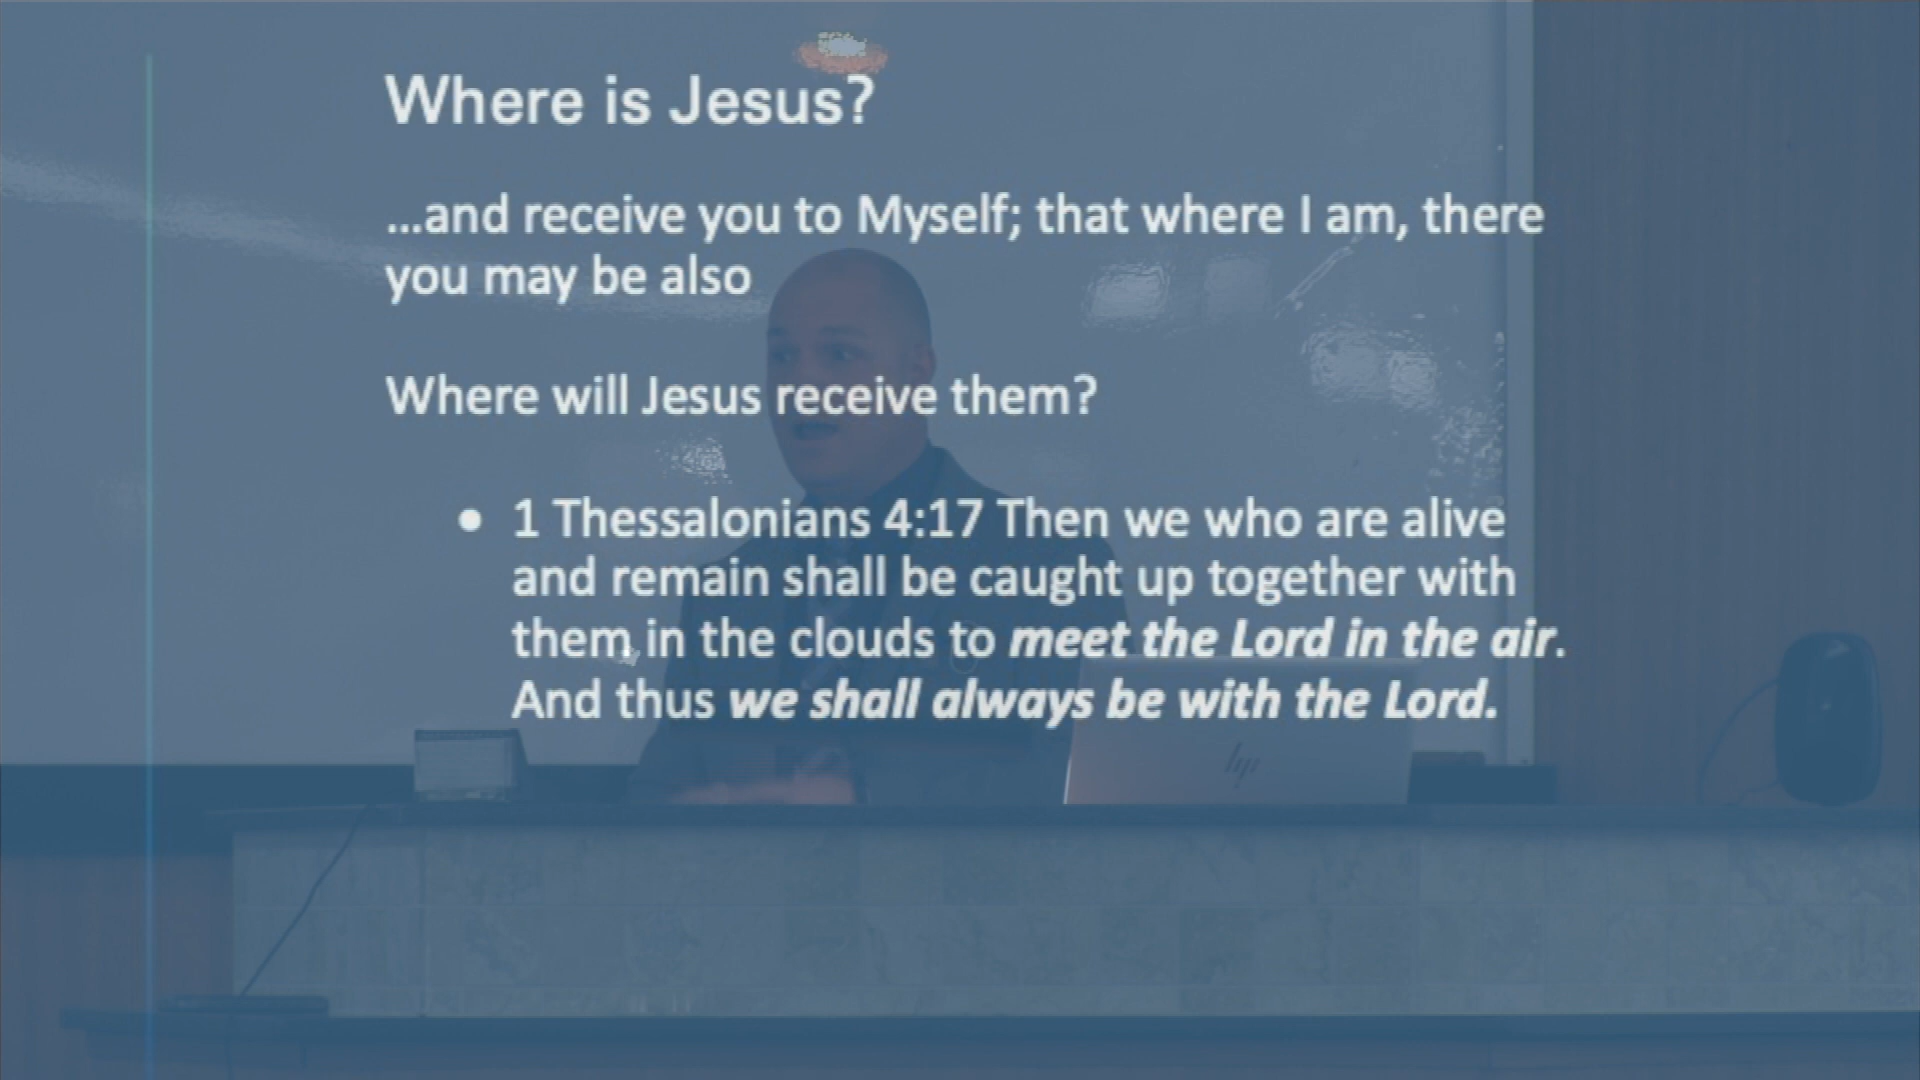 Where is Jesus?
...and receive you to Myself; that where I am, there
you may be also
Where will Jesus receive them?
• 1 Thessalonians 4:17 Then we who are alive
and remain shall be caught up together with
them in the clouds to meet the Lord in the air.
And thus we shall always be with the Lord.
hp